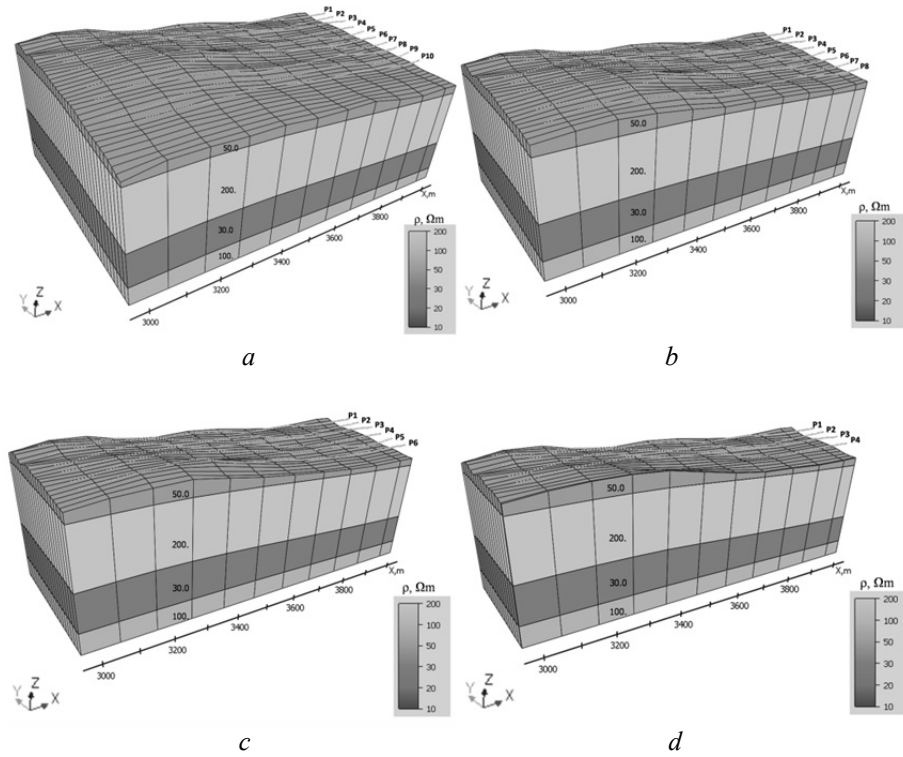 P1
P2
P3
P4
P5
P6
P7
P8
P9
P10
50.0
200.
30.0
100.
X,m
3800
3600
3400
3200
3000
ρ, Ωm
200
100
50
30
20
10
Y Z X
a
P1
P2
P3
P4
P5
P6
P7
P8
50.0
200.
30.0
100.
X,m
3800
3600
3400
3200
3000
ρ, Ωm
200
100
50
30
20
10
Y Z X
b
P1
P2
P3
P4
P5
P6
50.0
200.
30.0
100.
X,m
3800
3600
3400
3200
3000
ρ, Ωm
200
100
50
30
20
10
Y Z X
c
P1
P2
P3
P4
50.0
200.
30.0
100.
X,m
3800
3600
3400
3200
3000
ρ, Ωm
200
100
50
30
20
10
Y Z X
d